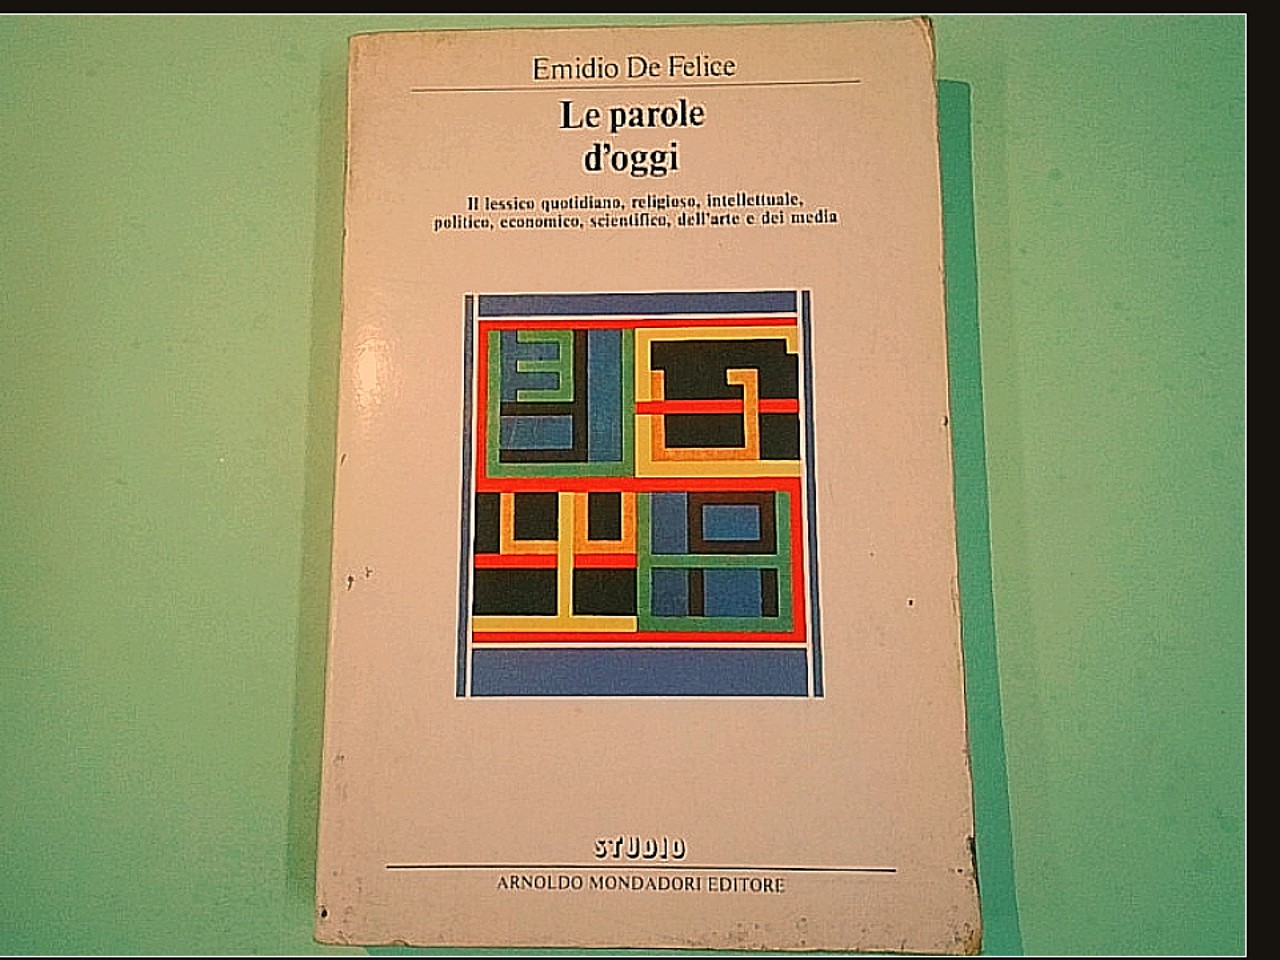 Emidio De Felice
Le parole
d'oggi
Il lessico quotidiano, religioso, intellettuale,
politico, economico, scientifico, dell'arte e dei media
STUDIO
ARNOLDO MONDADORI EDITORE